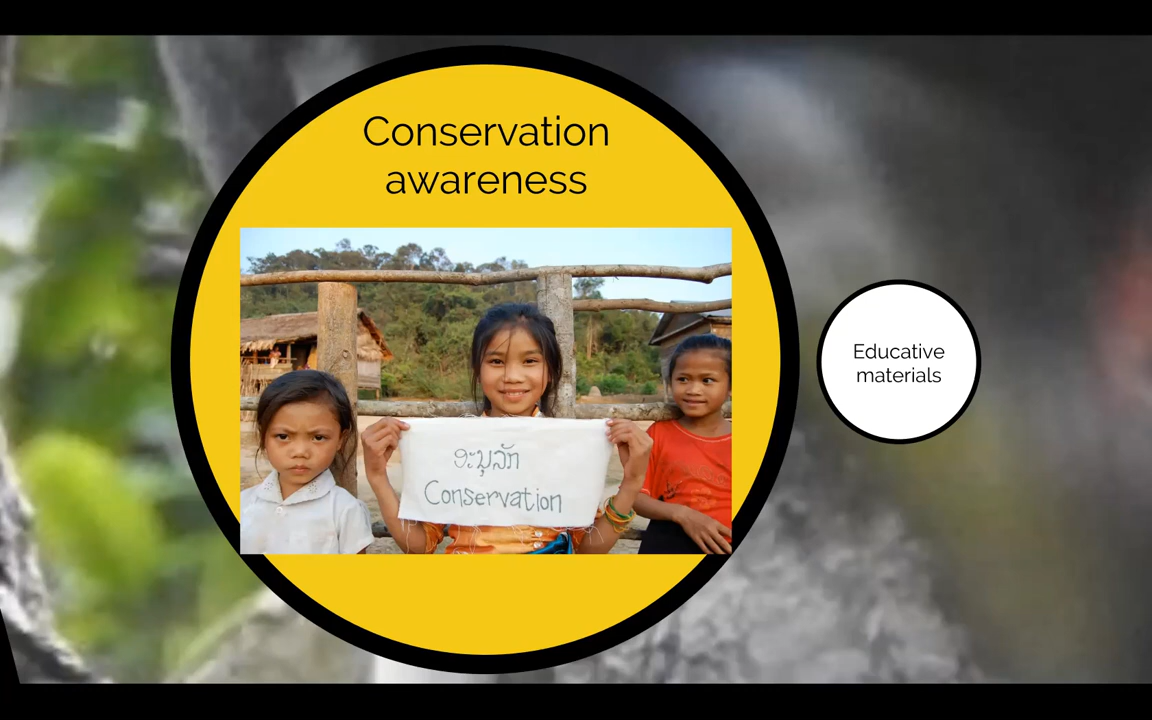 Conservation
awareness
ອະນຸລັກ
Conservation
Educative
materials